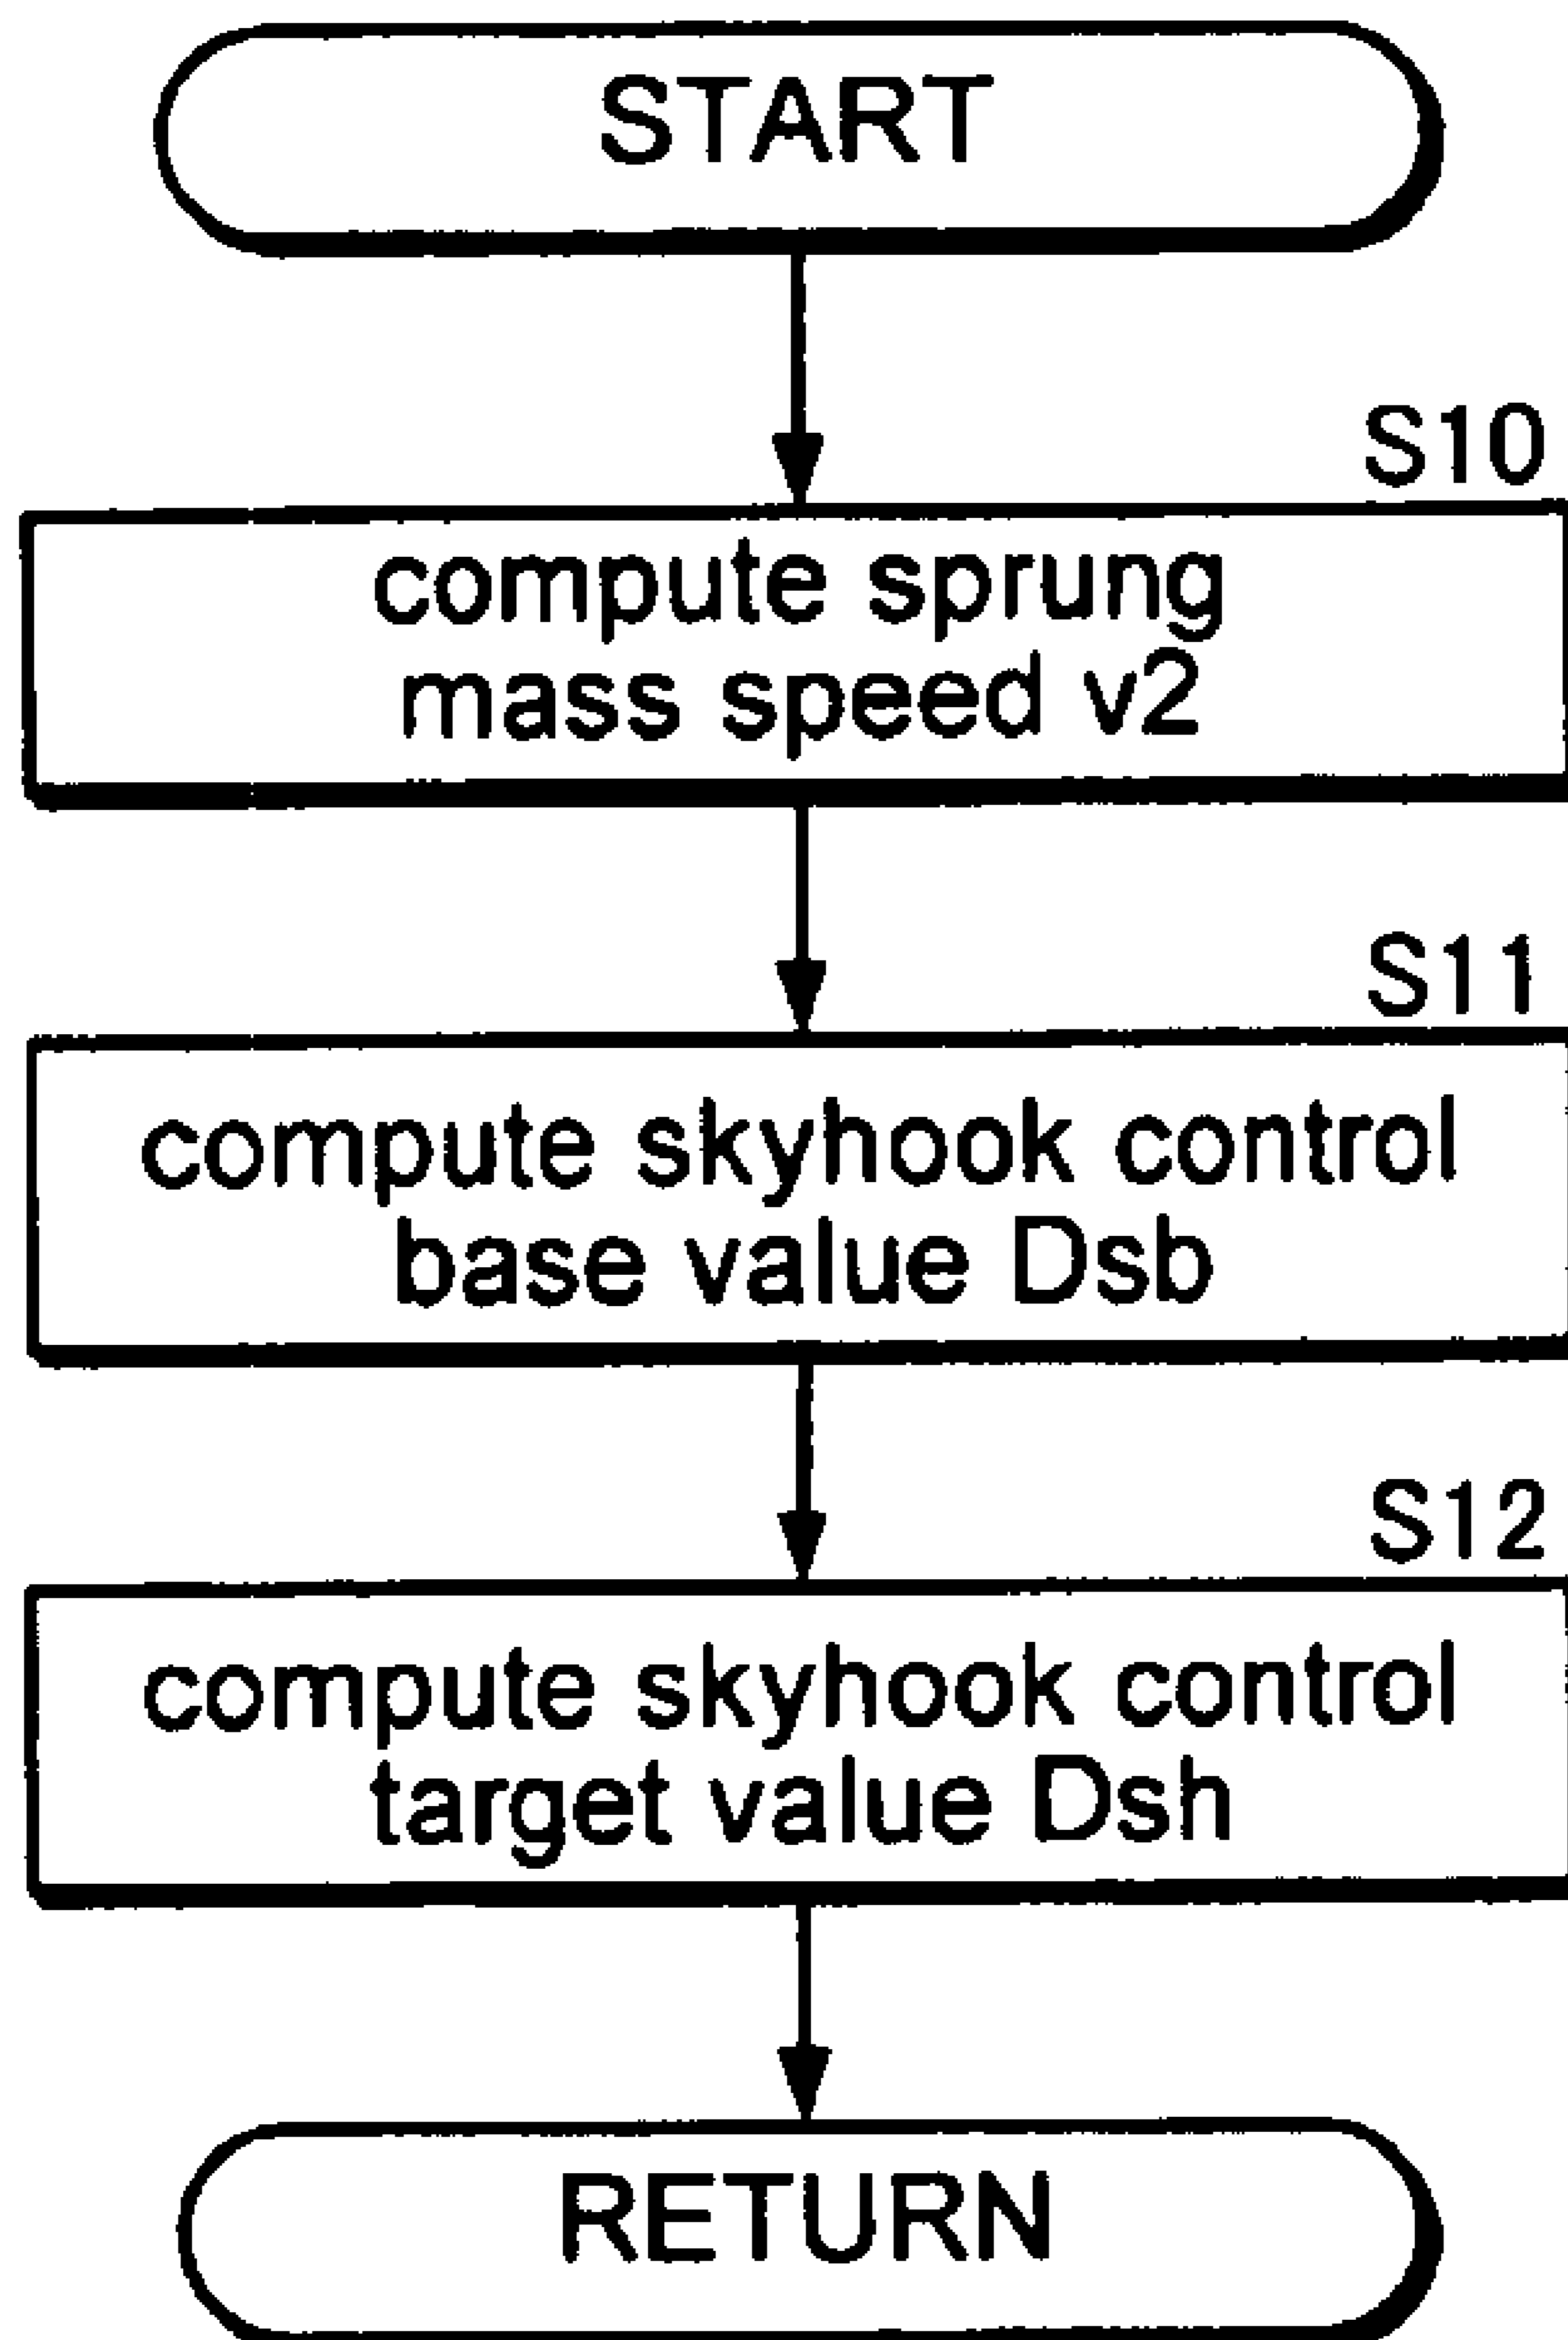 START
S10
compute sprung
mass speed v2
S11
compute skyhook control
base value Dsb
S12
compute skyhook control
target value Dsh
RETURN